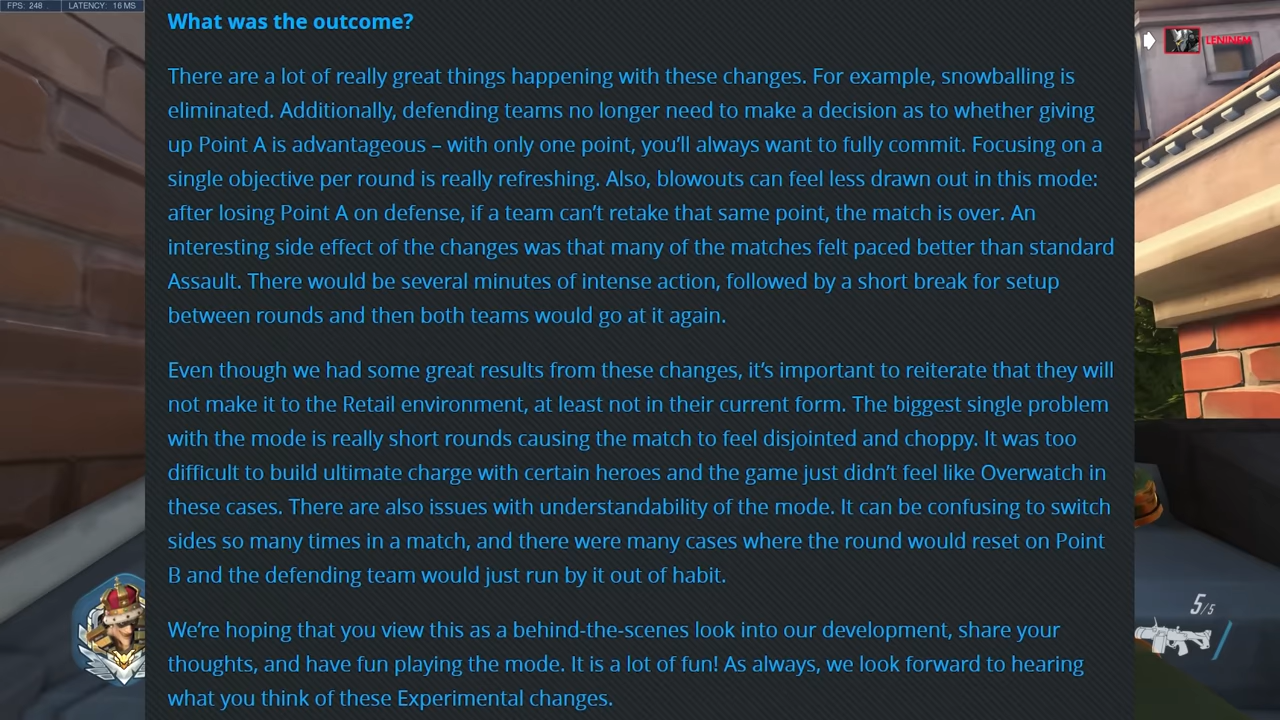 FPS: 248 LATENCY: 16 MS
What was the outcome?
There are a lot of really great things happening with these changes. For example, snowballing is
eliminated. Additionally, defending teams no longer need to make a decision as to whether giving
up Point A is advantageous – with only one point, you’ll always want to fully commit. Focusing on a
single objective per round is really refreshing. Also, blowouts can feel less drawn out in this mode:
after losing Point A on defense, if a team can’t retake that same point, the match is over. An
interesting side effect of the changes was that many of the matches felt paced better than standard
Assault. There would be several minutes of intense action, followed by a short break for setup
between rounds and then both teams would go at it again.
Even though we had some great results from these changes, it’s important to reiterate that they will
not make it to the Retail environment, at least not in their current form. The biggest single problem
with the mode is really short rounds causing the match to feel disjointed and choppy. It was too
difficult to build ultimate charge with certain heroes and the game just didn’t feel like Overwatch in
these cases. There are also issues with understandability of the mode. It can be confusing to switch
sides so many times in a match, and there were many cases where the round would reset on Point
B and the defending team would just run by it out of habit.
We’re hoping that you view this as a behind-the-scenes look into our development, share your
thoughts, and have fun playing the mode. It is a lot of fun! As always, we look forward to hearing
what you think of these Experimental changes.
5/5